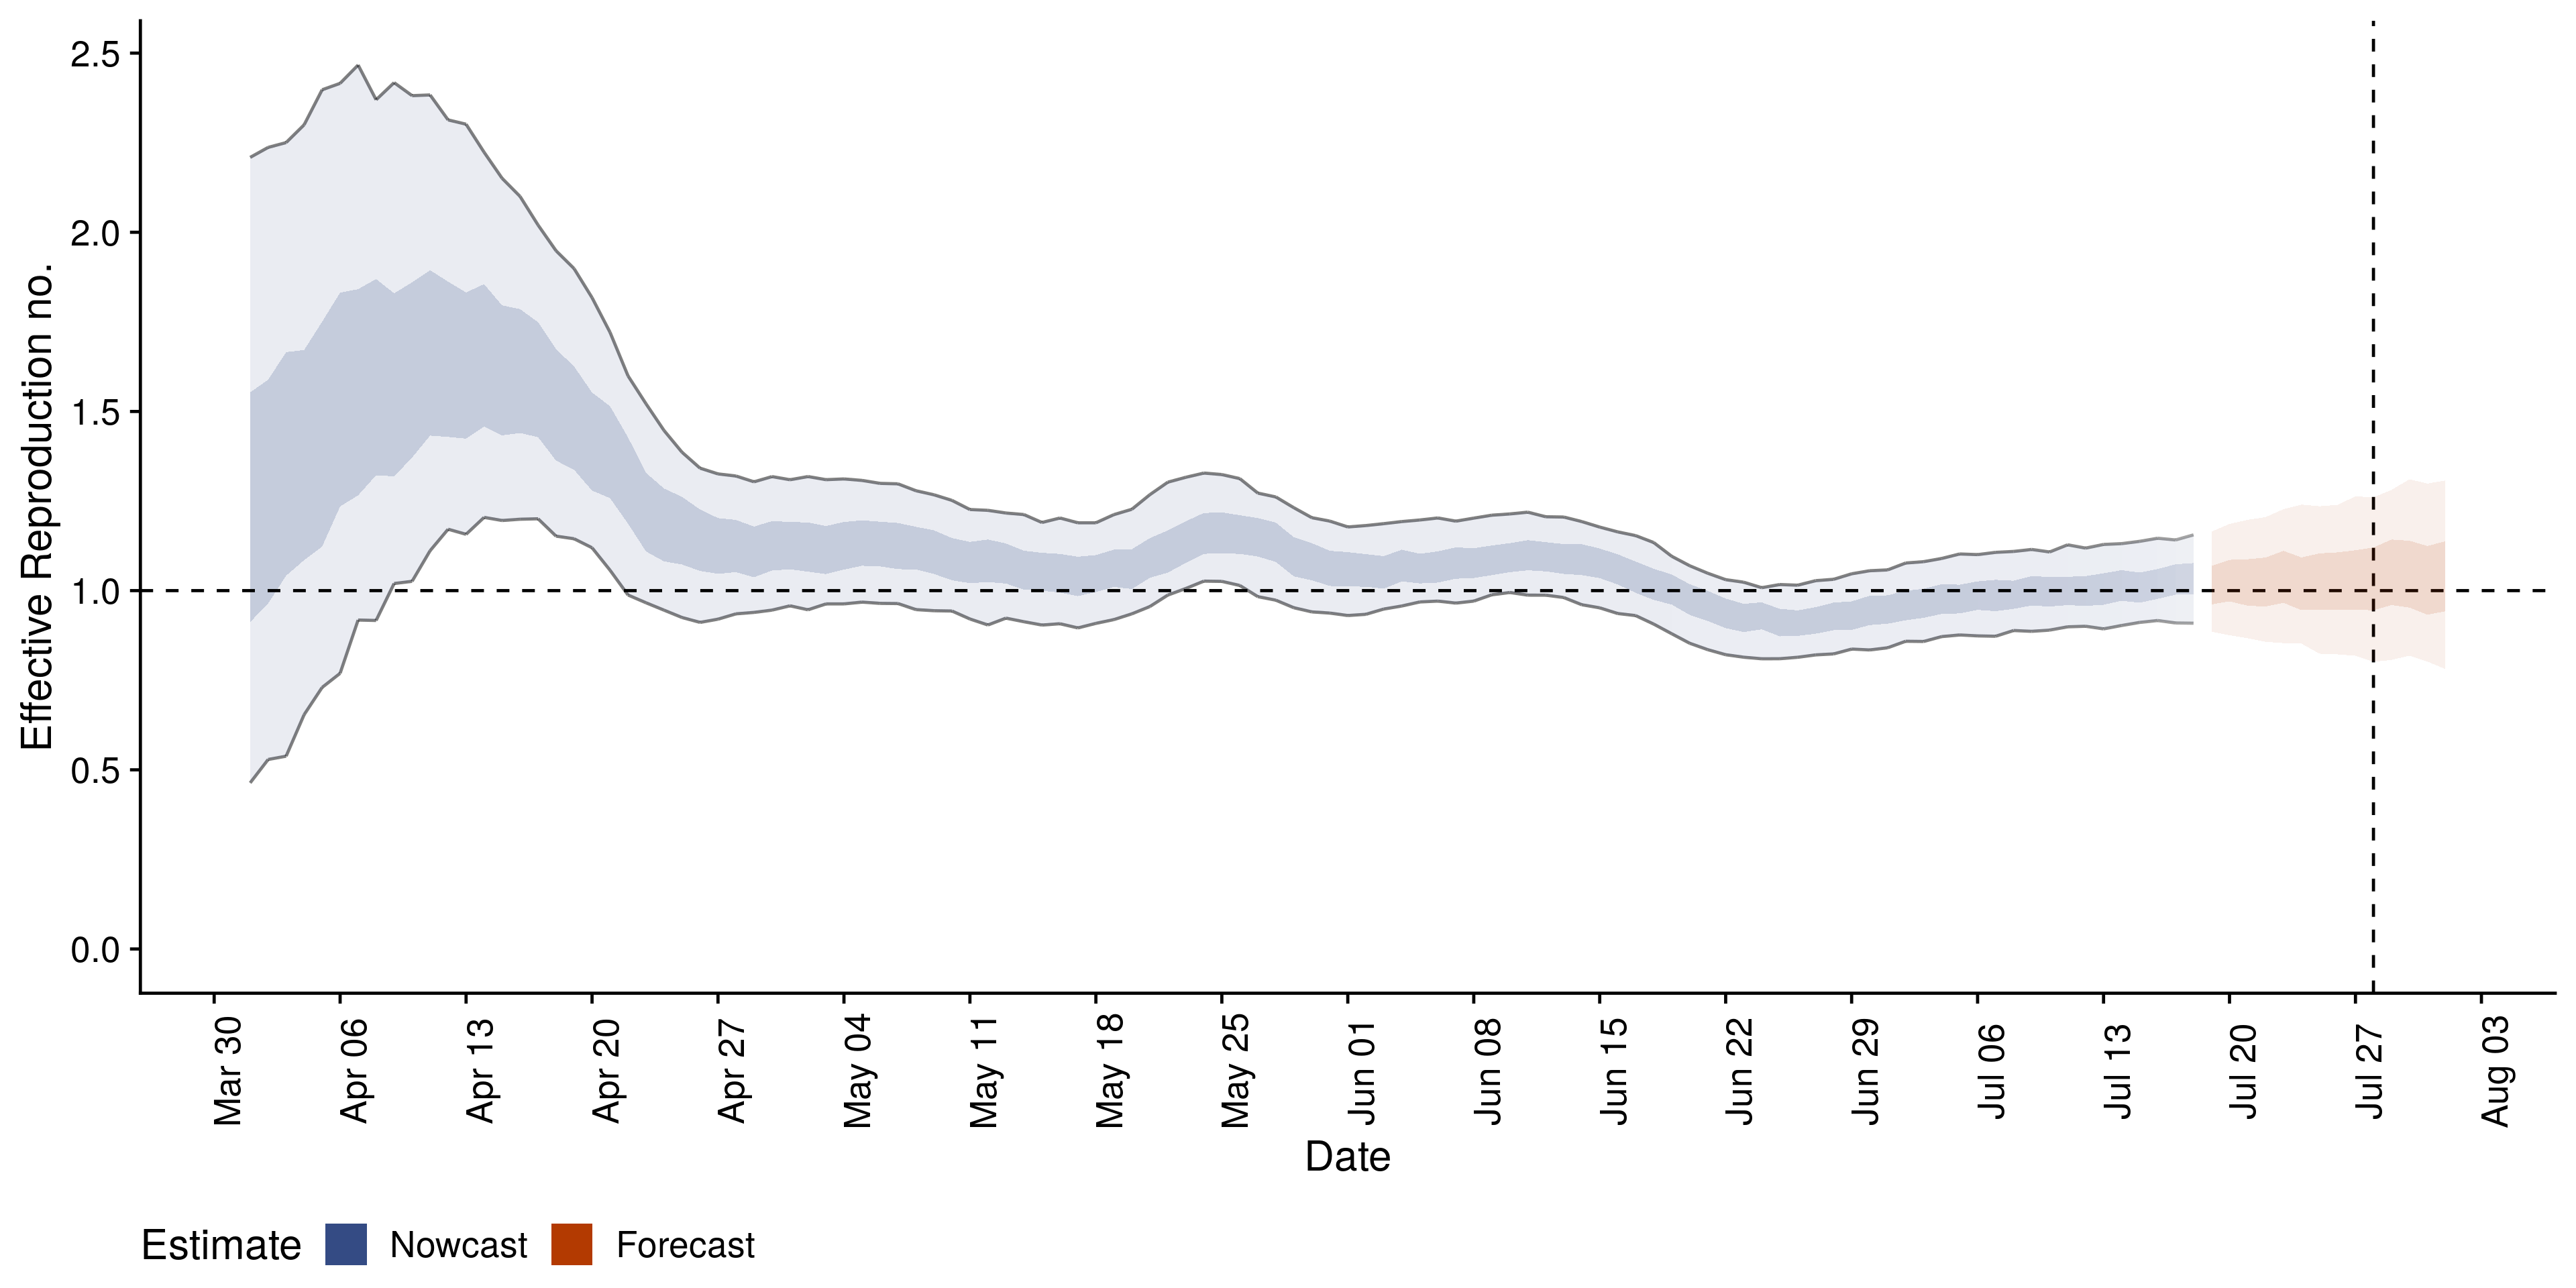 Effective Reproduction no.
2.5
2.0
1.5
1.0
0.5
0.0
Mar 30
Apr 06
Apr 13
Apr 20
Apr 27
May 04
May 11
May 18
May 25
Jun 01
Jun 08
Jun 15
Jun 22
Jun 29
Jul 06
Jul 13
Jul 20
Jul 27
Aug 03
Date
Estimate Nowcast Forecast